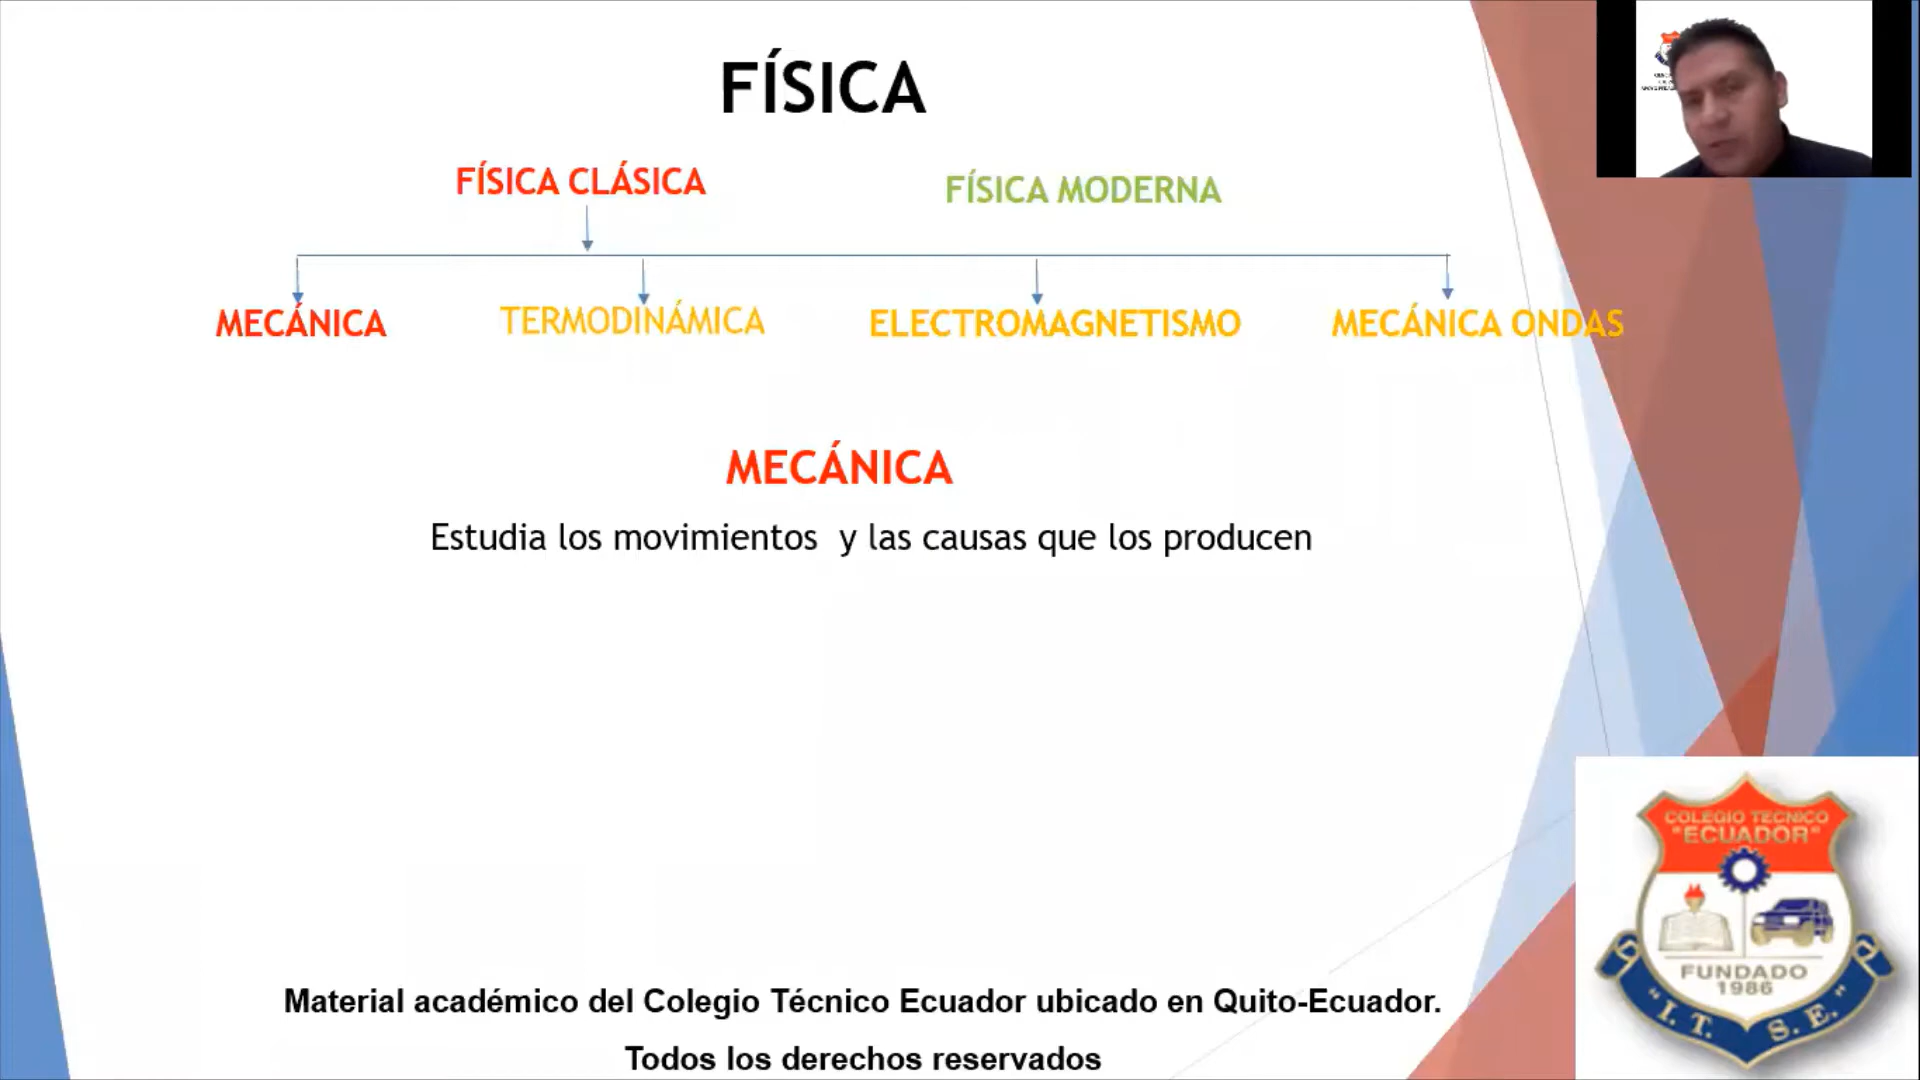 FÍSICA
FÍSICA CLÁSICA
FÍSICA MODERNA
MECÁNICA
TERMODINÁMICA
ELECTROMAGNETISMO
MECÁNICA ONDAS
MECÁNICA
Estudia los movimientos y las causas que los producen
COLEGIO TECNICO
"ECUADOR"
FUNDADO
1986
"I.T. S.E."
Material académico del Colegio Técnico Ecuador ubicado en Quito-Ecuador.
Todos los derechos reservados